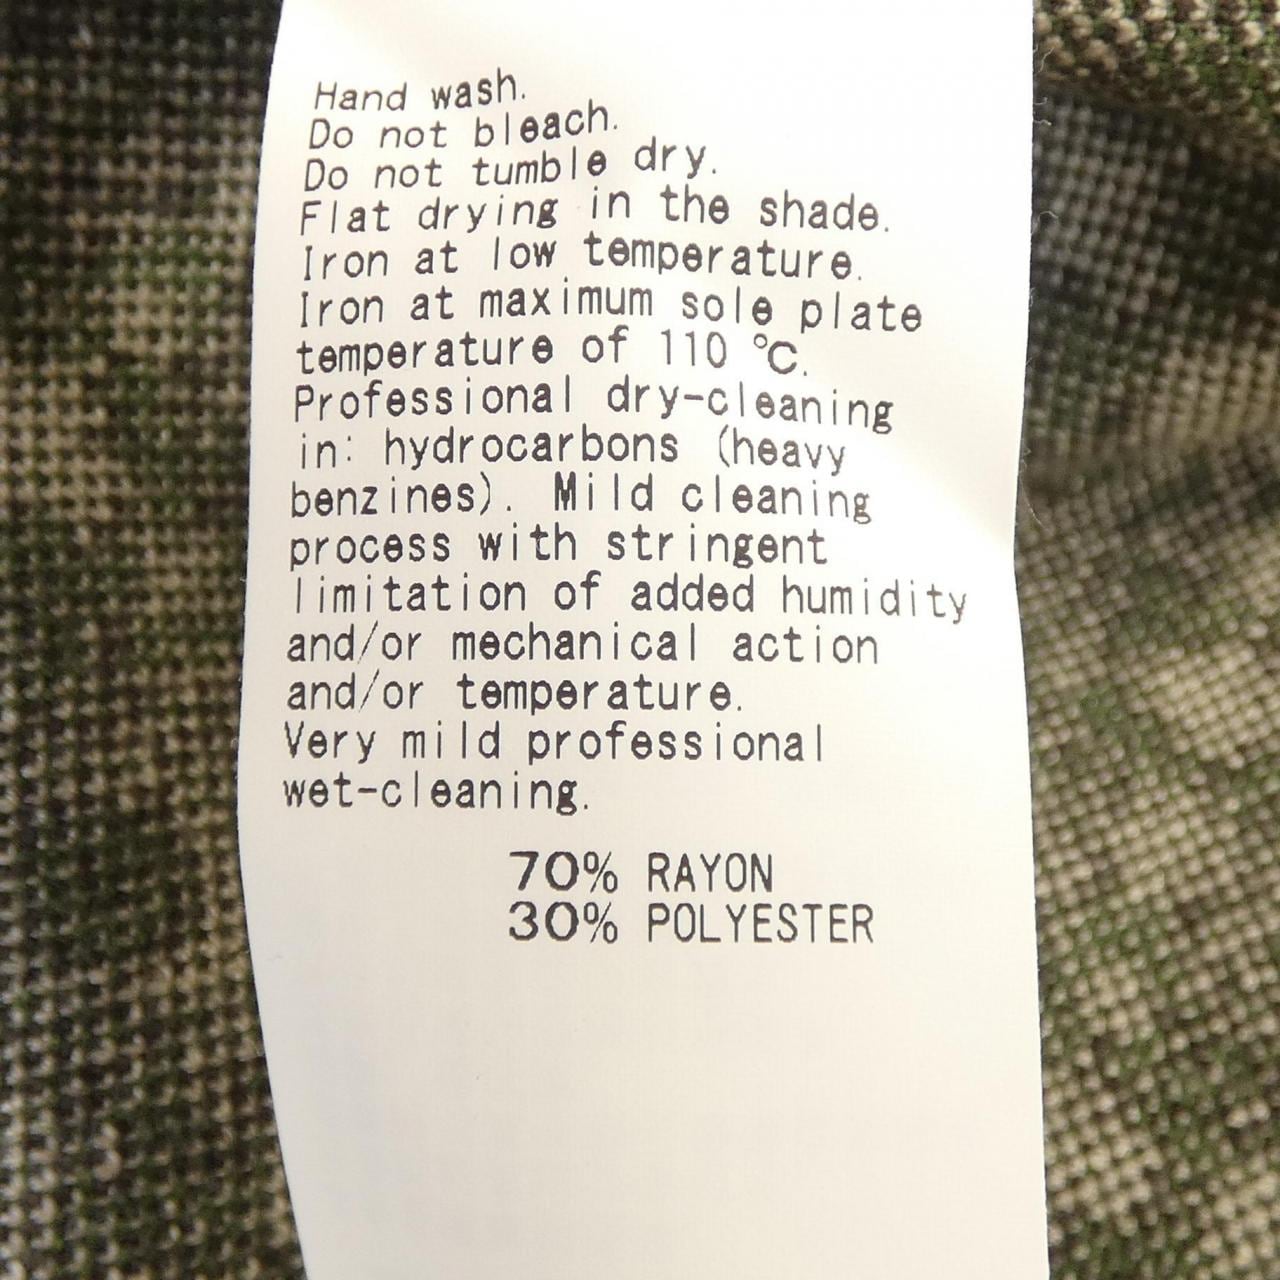 Hand wash.
Do not bleach.
Do not tumble dry.
Flat drying in the shade.
Iron at low temperature.
Iron at maximum sole plate
temperature of 110 ℃.
Professional dry-cleaning
in: hydrocarbons (heavy
benzines). Mild cleaning
process with stringent
limitation of added humidity
and/or mechanical action
and/or temperature.
Very mild professional
wet-cleaning.
70% RAYON
30% POLYESTER